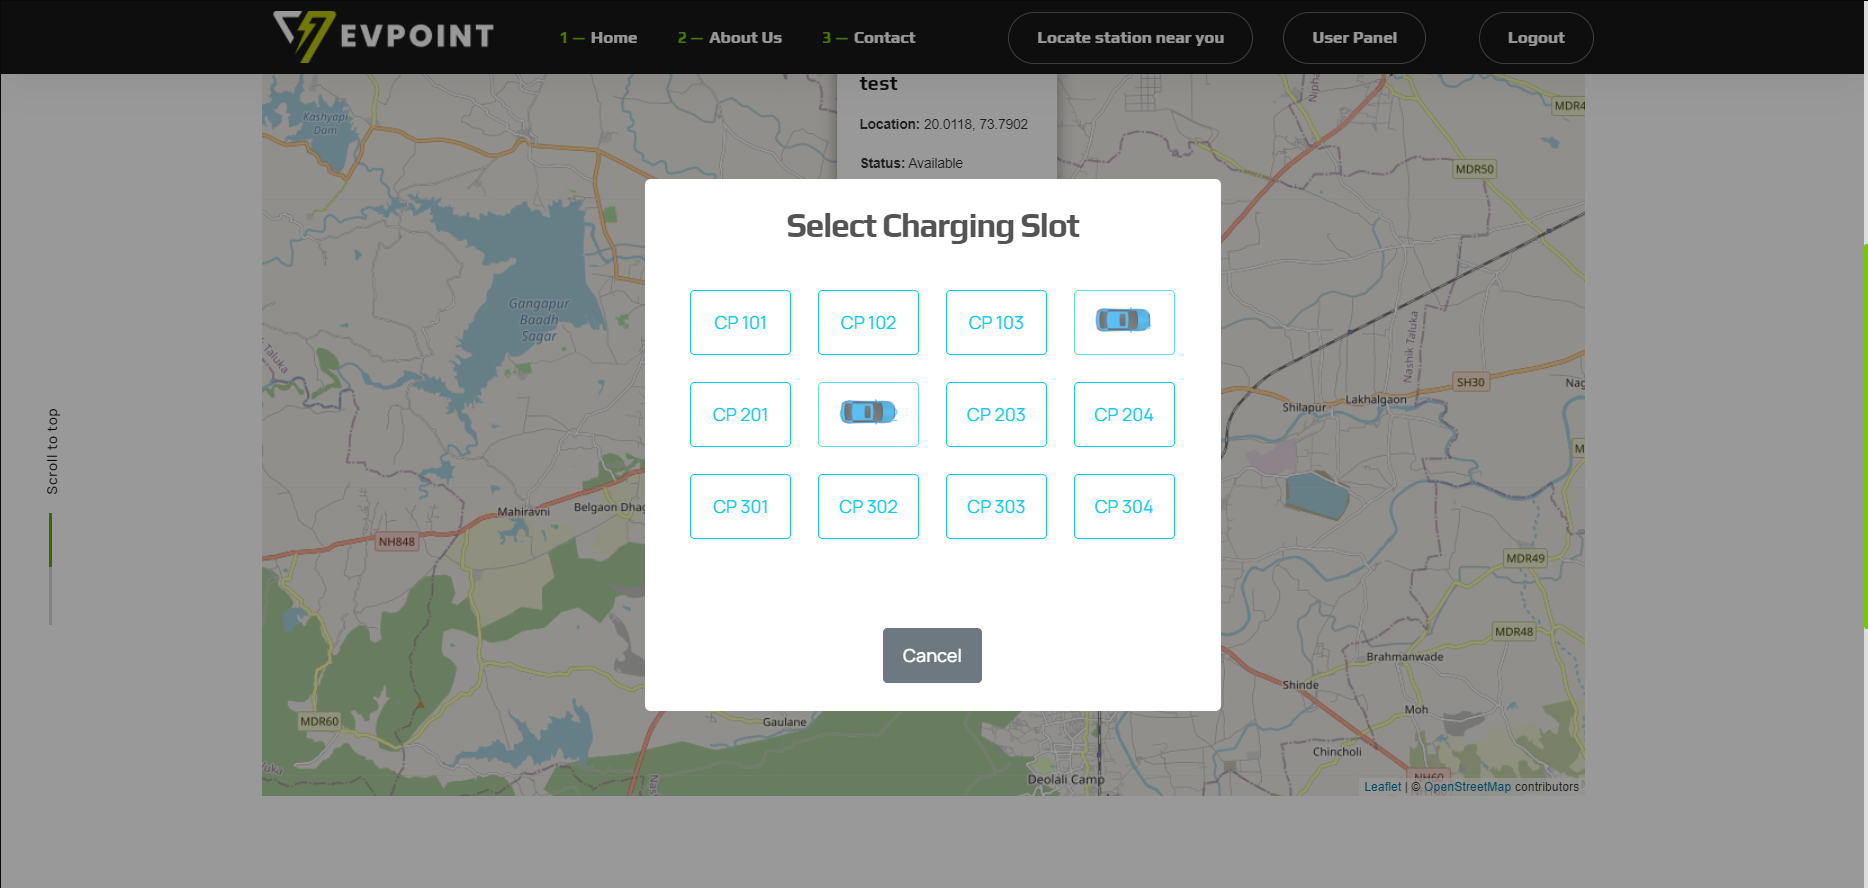 EVPOINT
1 — Home
2 — About Us
3 — Contact
Locate station near you
User Panel
Logout
test
Location: 20.0118, 73.7902
Status: Available
Select Charging Slot
CP 101
CP 102
CP 103
CP 201
CP 203
CP 204
CP 301
CP 302
CP 303
CP 304
Cancel
Scroll to top
Kashyapi
Dam
Gangapur
Baadh
Sagar
Taluka
Mahiravni
Belgaon Dhag
NH848
MDR60
Gaulane
Deolali Camp
MDR4
MDR50
Nashik Taluka
SH30
Shilapur
Lakhalgaon
MDR49
MDR48
Brahmanwade
Shinde
Moh
Chincholi
NH60
Leaflet | © OpenStreetMap contributors